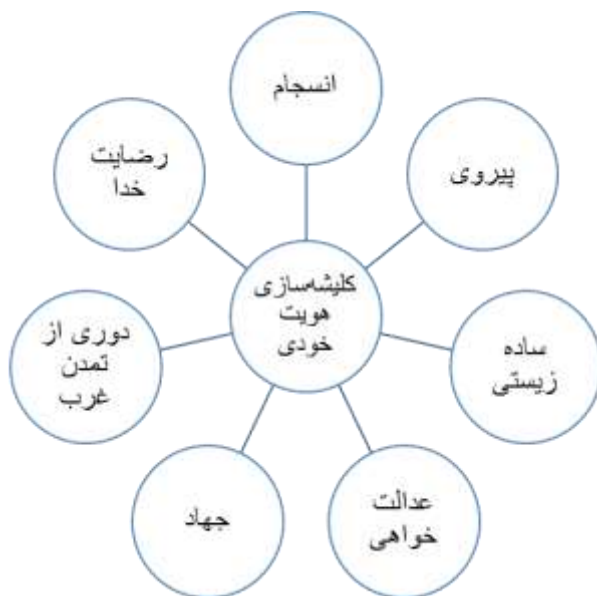 انسجام
پیروی
ساده
زیستی
عدالت
خواهی
جهاد
دوری از
تمدن
غرب
رضایت
خدا
کلیشه‌سازی
هویت
خودی